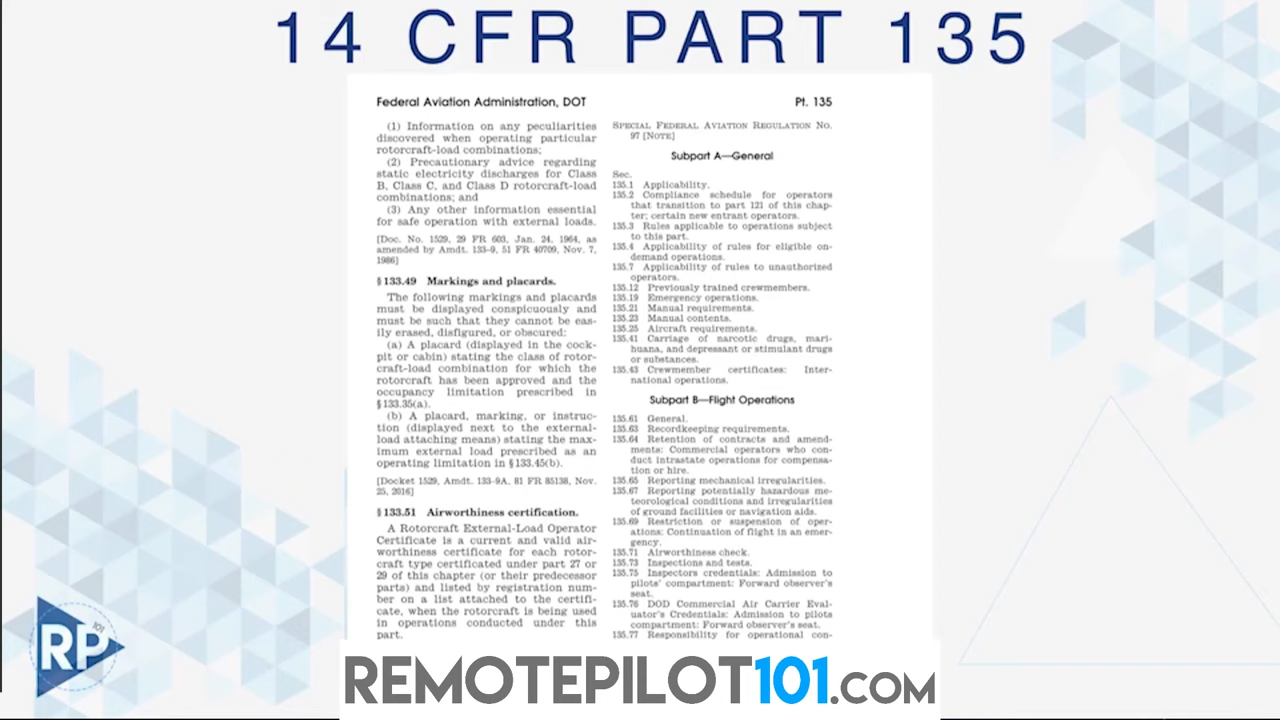 14 CFR PART 135
Federal Aviation Administration, DOT
Pt. 135
(1) Information on any peculiarities
discovered when operating particular
rotorcraft-load combinations;
(2) Precautionary advice regarding
static electricity discharges for Class
B, Class C, and Class D rotorcraft-load
combinations; and
(3) Any other information essential
for safe operation with external loads.
[Doc. No. 1529, 29 FR 603, Jan. 24, 1964, as
amended by Amdt. 133-9, 51 FR 40709, Nov. 7,
1986]
§ 133.49 Markings and placards.
The following markings and placards
must be displayed conspicuously and
must be such that they cannot be eas-
ily erased, disfigured, or obscured:
(a) A placard (displayed in the cock-
pit or cabin) stating the class of rotor-
craft-load combination for which the
rotorcraft has been approved and the
occupancy limitation prescribed in
§ 133.35(a).
(b) A placard, marking, or instruc-
tion (displayed next to the external-
load attaching means) stating the max-
imum external load prescribed as an
operating limitation in § 133.45(b).
[Docket 1529, Amdt. 133-9A, 81 FR 85138, Nov.
25, 2016]
§ 133.51 Airworthiness certification.
A Rotorcraft External-Load Operator
Certificate is a current and valid air-
worthiness certificate for each rotor-
craft type certificated under part 27 or
29 of this chapter (or their predecessor
parts) and listed by registration num-
ber on a list attached to the certifi-
cate, when the rotorcraft is being used
in operations conducted under this
part.
SPECIAL FEDERAL AVIATION REGULATION NO.
97 [NOTE]
Subpart A—General
Sec.
135.1 Applicability.
135.2 Compliance schedule for operators
that transition to part 121 of this chap-
ter; certain new entrant operators.
135.3 Rules applicable to operations subject
to this part.
135.4 Applicability of rules for eligible on-
demand operations.
135.7 Applicability of rules to unauthorized
operators.
135.12 Previously trained crewmembers.
135.19 Emergency operations.
135.21 Manual requirements.
135.23 Manual contents.
135.25 Aircraft requirements.
135.41 Carriage of narcotic drugs, mari-
huana, and depressant or stimulant drugs
or substances.
135.43 Crewmember certificates: Inter-
national operations.
Subpart B—Flight Operations
135.61 General.
135.63 Recordkeeping requirements.
135.64 Retention of contracts and amend-
ments: Commercial operators who con-
duct intrastate operations for compensa-
tion or hire.
135.65 Reporting mechanical irregularities.
135.67 Reporting potentially hazardous me-
teorological conditions and irregularities
of ground facilities or navigation aids.
135.69 Restriction or suspension of oper-
ations: Continuation of flight in an emer-
gency.
135.71 Airworthiness check.
135.73 Inspections and tests.
135.75 Inspectors credentials: Admission to
pilots' compartment: Forward observer's
seat.
135.76 DOD Commercial Air Carrier Eval-
uator's Credentials: Admission to pilots
compartment: Forward observer's seat.
135.77 Responsibility for operational con-
RP
101
REMOTEPILOT101.COM